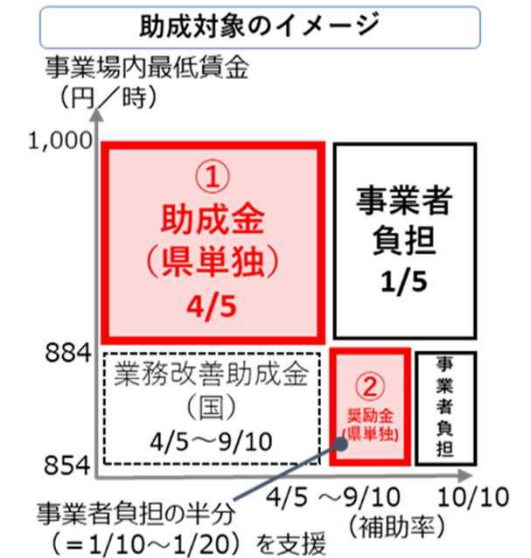 助成対象のイメージ
事業場内最低賃金
（円／時）
1,000
①
助成金
（県単独）
4/5
事業者
負担
1/5
884
業務改善助成金
（国）
4/5～9/10
②
奨励金
(県単独)
事業者負担
854
4/5 ～9/10
10/10
（補助率）
事業者負担の半分
（＝1/10～1/20）を支援